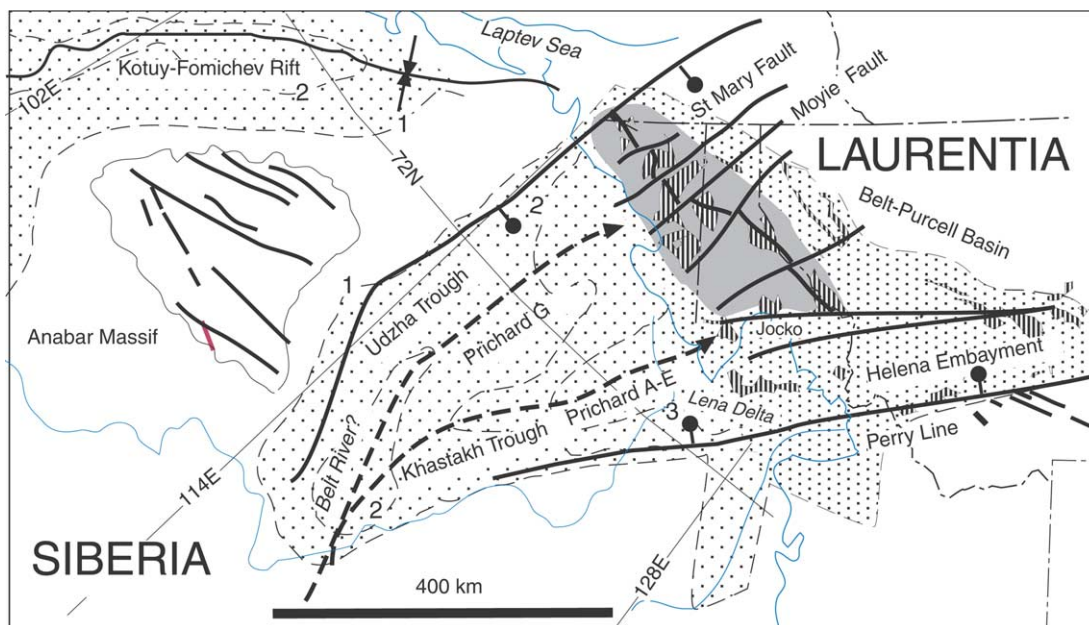 Laptev Sea
Kotuy-Fomichev Rift
102E
2
1
St Mary Fault
Moyie Fault
72N
LAURENTIA
Belt-Purcell Basin
2
1
Udzha Trough
Prichard G
Anabar Massif
Jocko
Helena Embayment
Prichard A-E
Lena Delta
3
Perry Line
Khastakh Trough
Belt River?
114E
2
SIBERIA
400 km
128E